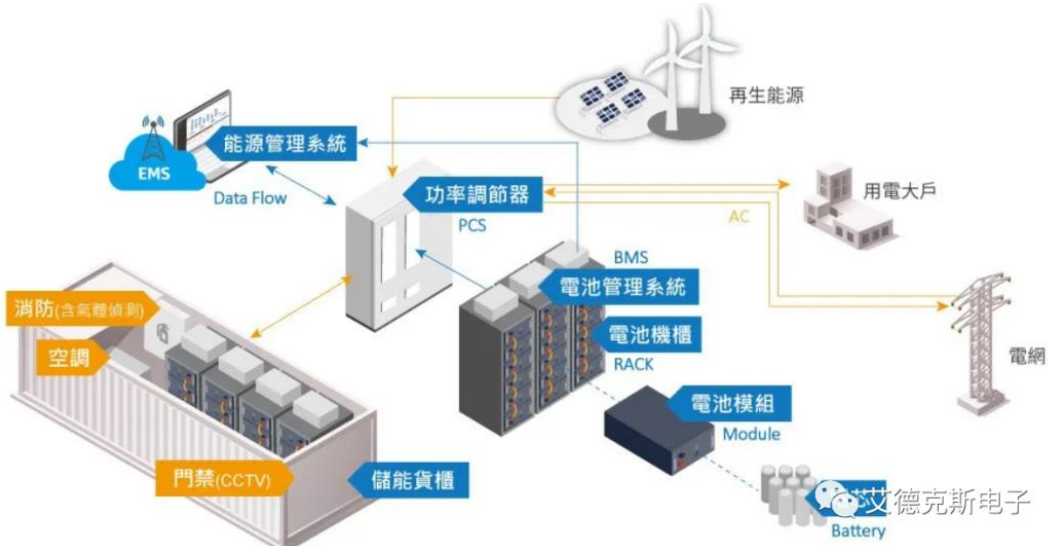 再生能源
能源管理系統
EMS
Data Flow
功率調節器
PCS
用電大戶
AC
BMS
電池管理系統
消防(含氣體偵測)
電池機櫃
空調
RACK
電網
電池模組
Module
門禁(CCTV)
儲能貨櫃
艾德克斯电子
Battery